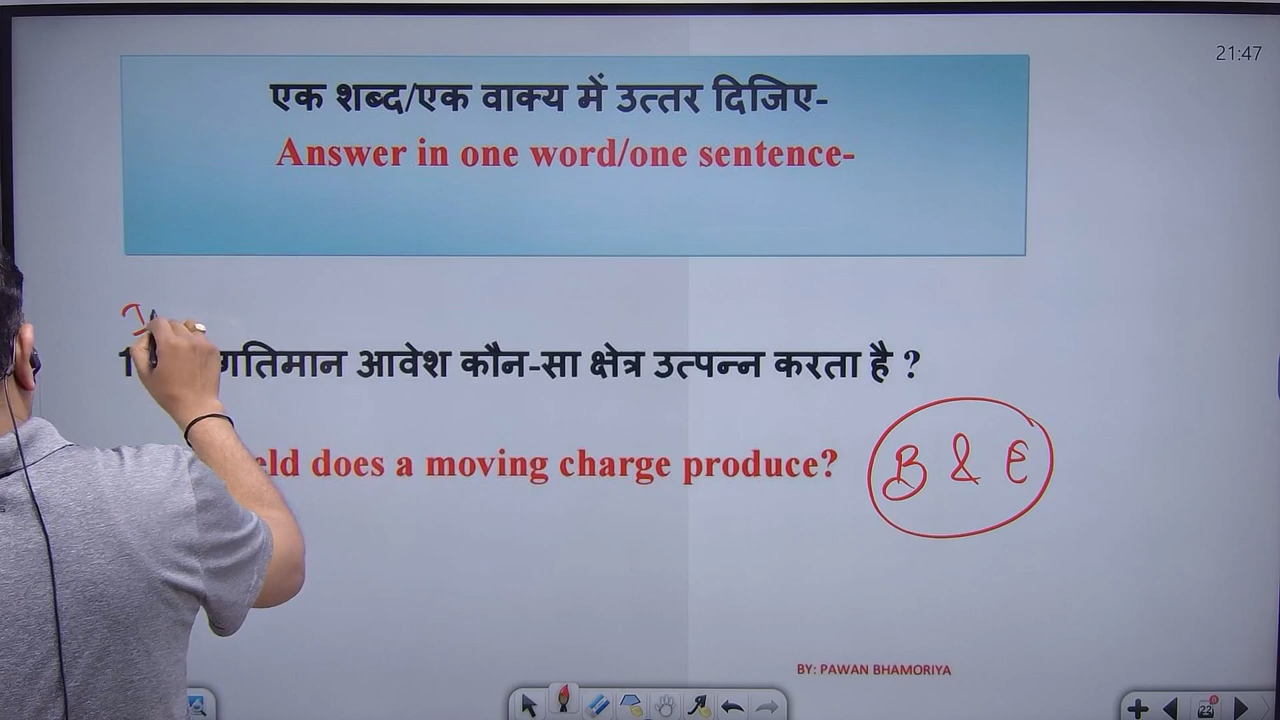 21:47
एक शब्द/एक वाक्य में उत्तर दिजिए-
Answer in one word/one sentence-
गतिमान आवेश कौन-सा क्षेत्र उत्पन्न करता है ?
does a moving charge produce?
B & E
BY: PAWAN BHAMORIYA